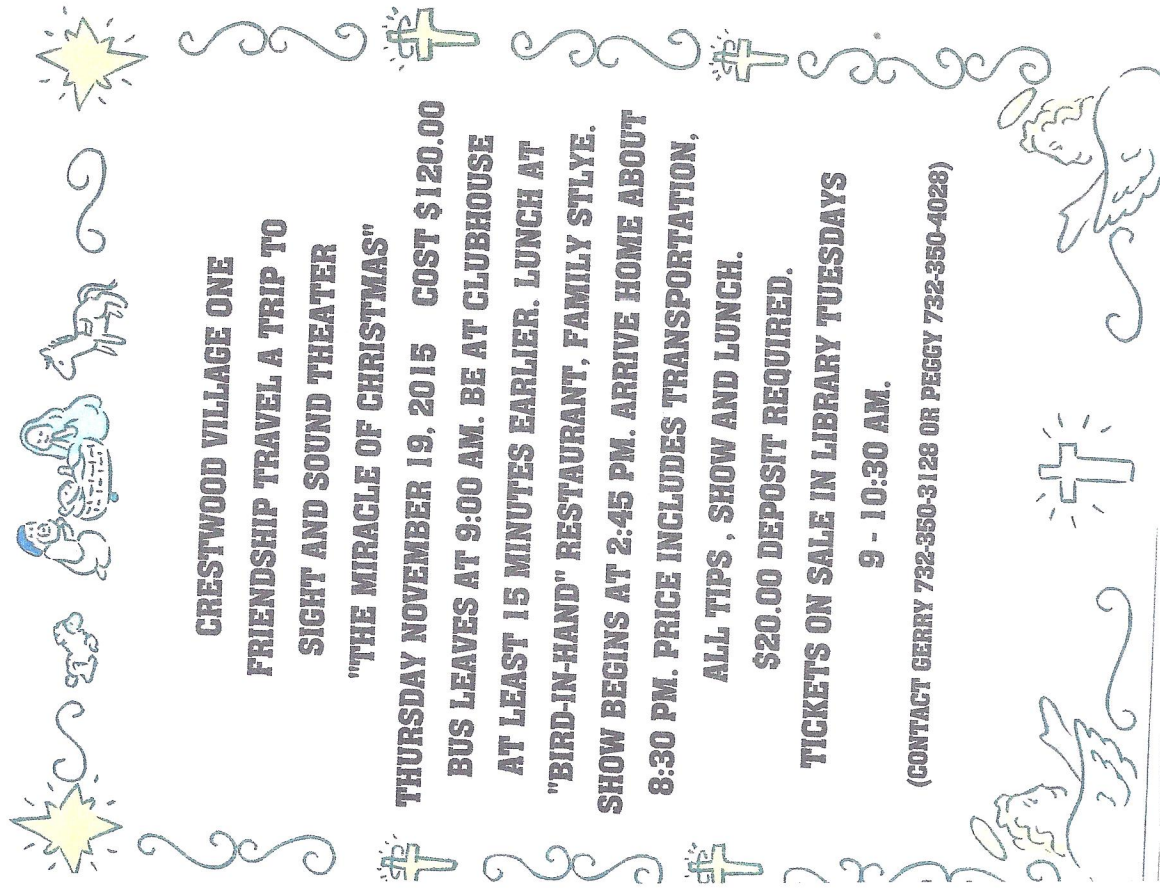 CRESTWOOD VILLAGE ONE
FRIENDSHIP TRAVEL A TRIP TO
SIGHT AND SOUND THEATER
"THE MIRACLE OF CHRISTMAS"
THURSDAY NOVEMBER 19, 2015 COST $120.00
BUS LEAVES AT 9:00 AM. BE AT CLUBHOUSE
AT LEAST 15 MINUTES EARLIER. LUNCH AT
"BIRD-IN-HAND" RESTAURANT, FAMILY STLYE.
SHOW BEGINS AT 2:45 PM. ARRIVE HOME ABOUT
8:30 PM. PRICE INCLUDES TRANSPORTATION,
ALL TIPS , SHOW AND LUNCH.
$20.00 DEPOSIT REQUIRED.
TICKETS ON SALE IN LIBRARY TUESDAYS
9 - 10:30 AM.
(CONTACT GERRY 732-350-3128 OR PEGGY 732-350-4028)